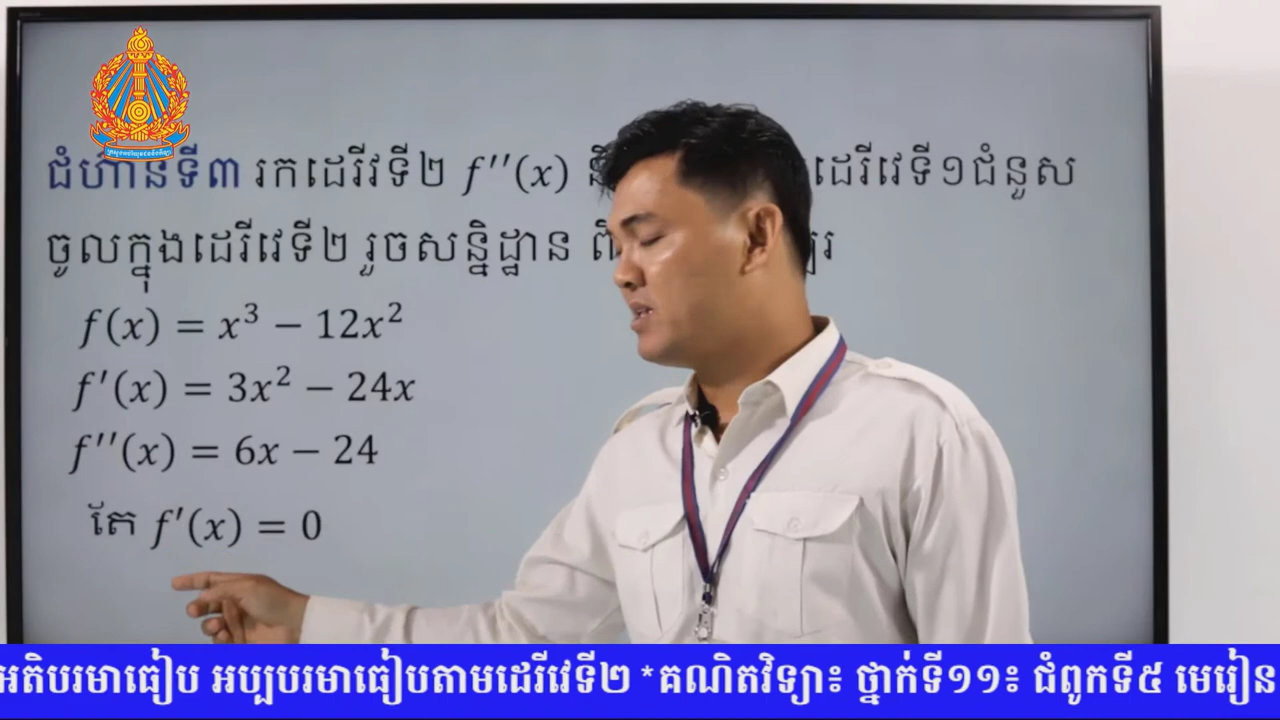 ជំហានទី៣ រកដេរីវទី២ f′′(x) ដេរីវេទី១ជំនួស
ចូលក្នុងដេរីវេទី២ រួចសន្និដ្ឋាន
f(x) = x³ − 12x²
f′(x) = 3x² − 24x
f′′(x) = 6x − 24
តែ f′(x) = 0
អតិបរមាធៀប អប្បបរមាធៀបតាមដេរីវេទី២ *គណិតវិទ្យា៖ ថ្នាក់ទី១១៖ ជំពូកទី៥ មេរៀន